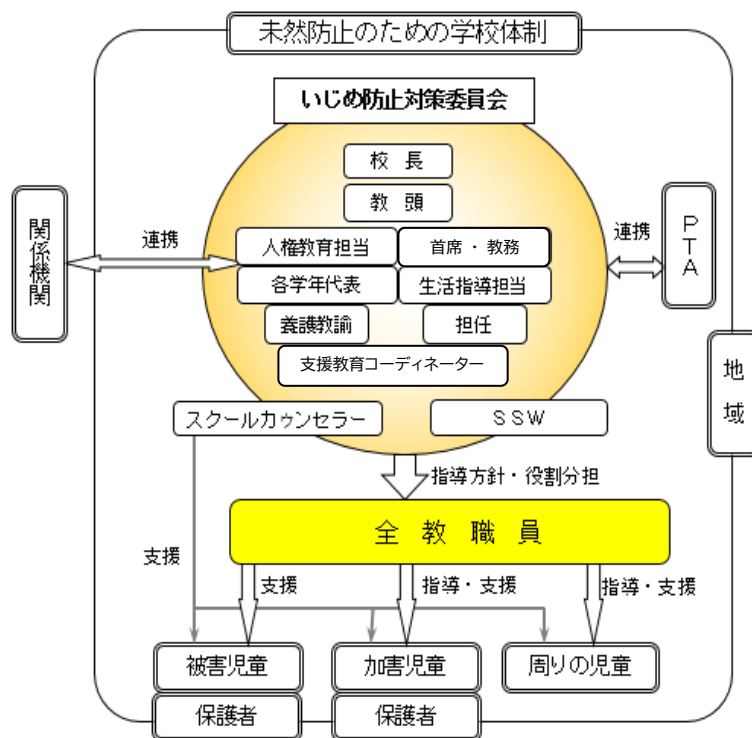 未然防止のための学校体制
いじめ防止対策委員会
校 長
教 頭
人権教育担当
首席・教務
各学年代表
生活指導担当
養護教諭
担任
支援教育コーディネーター
スクールカウンセラー
SSW
関係機関
連携
連携
PTA
地域
指導方針・役割分担
全 教 職 員
支援
支援
指導・支援
指導・支援
被害児童
加害児童
周りの児童
保護者
保護者